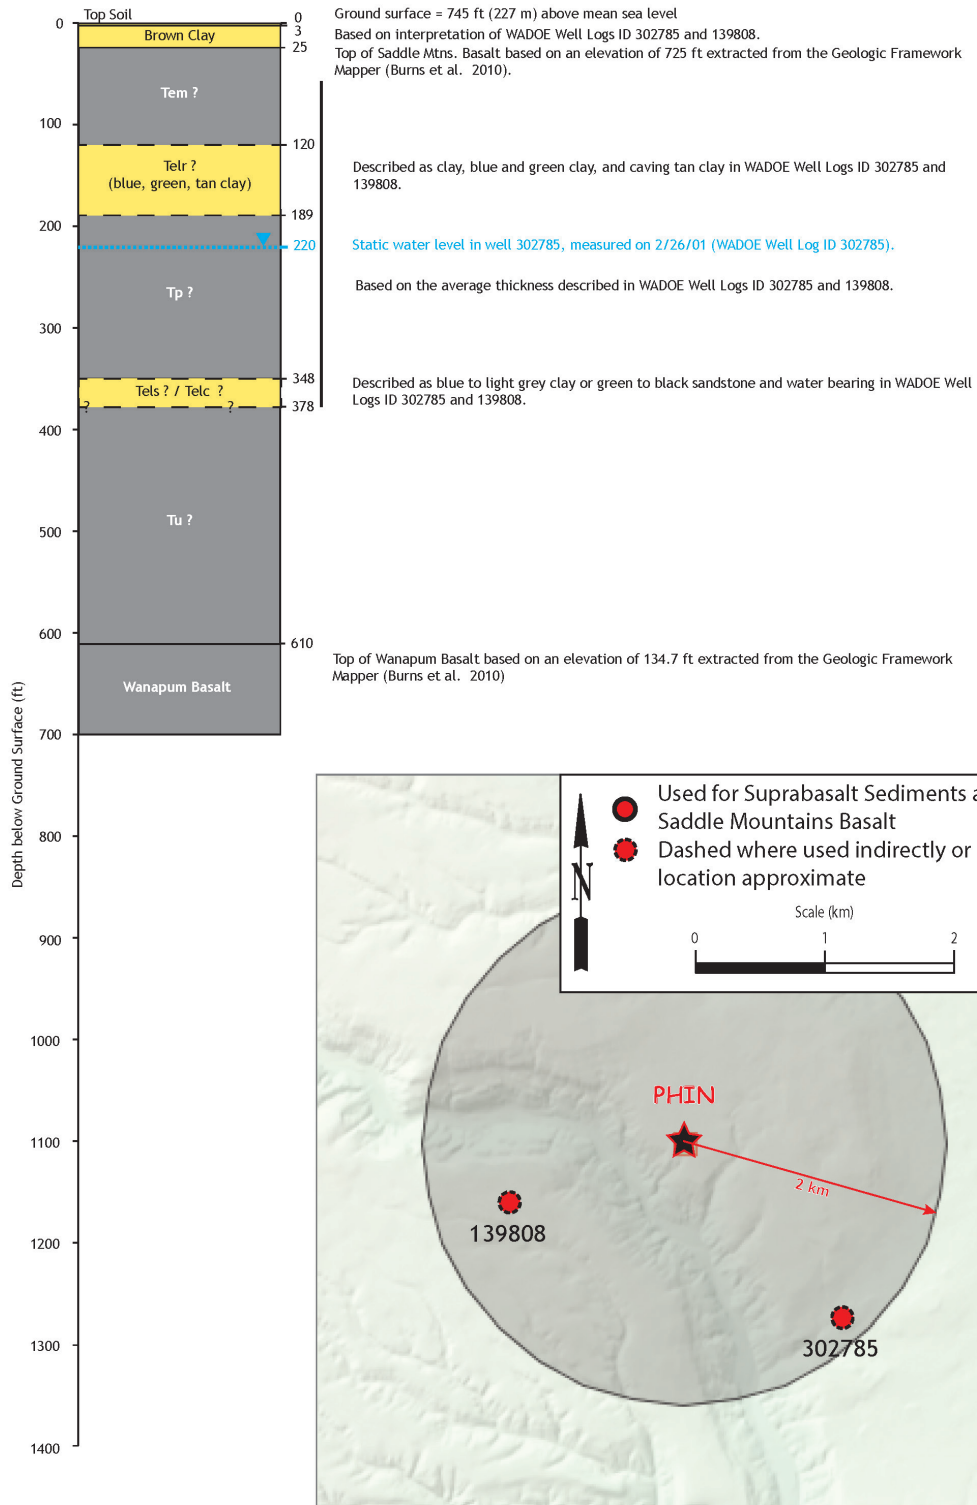 Top Soil
0
Brown Clay
3
25
Tem ?
120
Telr ?
(blue, green, tan clay)
189
220
Tp ?
348
Tels ? / Telc ?
? ?
378
Tu ?
610
Wanapum Basalt
Ground surface = 745 ft (227 m) above mean sea level
Based on interpretation of WADOE Well Logs ID 302785 and 139808.
Top of Saddle Mtns. Basalt based on an elevation of 725 ft extracted from the Geologic Framework
Mapper (Burns et al. 2010).
Described as clay, blue and green clay, and caving tan clay in WADOE Well Logs ID 302785 and
139808.
Static water level in well 302785, measured on 2/26/01 (WADOE Well Log ID 302785).
Based on the average thickness described in WADOE Well Logs ID 302785 and 139808.
Described as blue to light grey clay or green to black sandstone and water bearing in WADOE Well
Logs ID 302785 and 139808.
Top of Wanapum Basalt based on an elevation of 134.7 ft extracted from the Geologic Framework
Mapper (Burns et al. 2010)
Depth below Ground Surface (ft)
0
100
200
300
400
500
600
700
800
900
1000
1100
1200
1300
1400
Used for Suprabasalt Sediments a
Saddle Mountains Basalt
Dashed where used indirectly or
location approximate
N
Scale (km)
0 1 2
PHIN
2 km
139808
302785